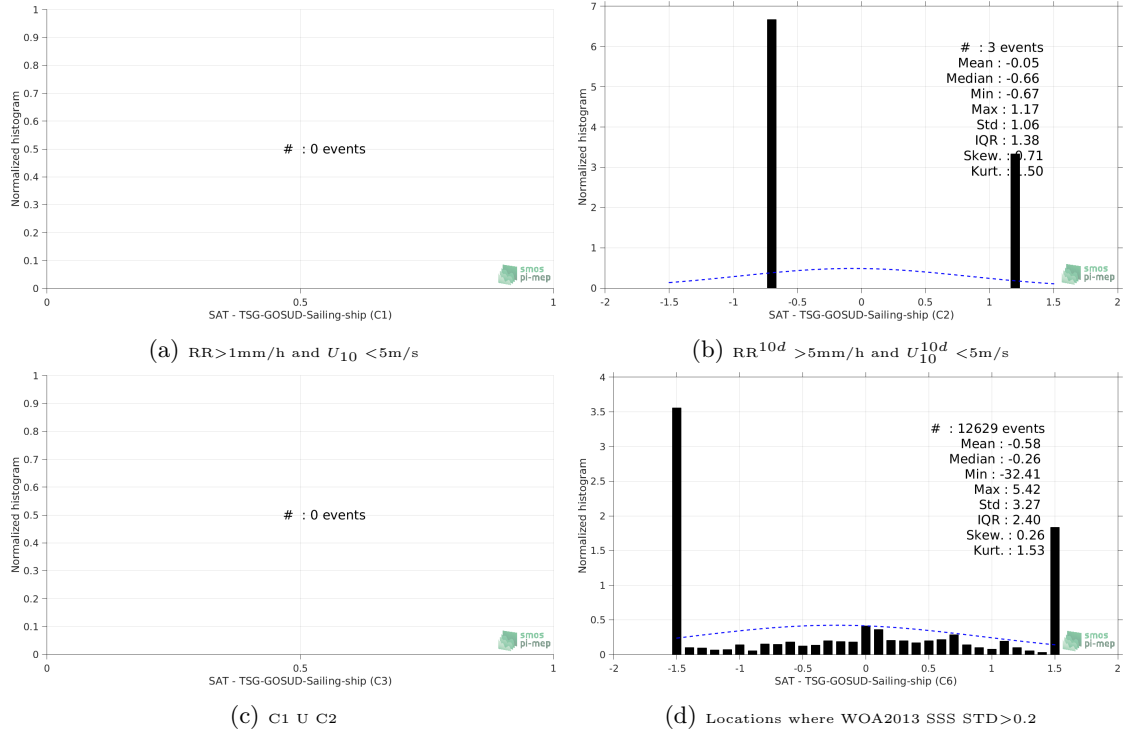 1
0.9
0.8
0.7
0.6
0.5
0.4
0.3
0.2
0.1
0
Normalized histogram
# : 0 events
smos
pi-mep
0
0.5
1
SAT - TSG-GOSUD-Sailing-ship (C1)
(a) RR>1mm/h and U10 <5m/s
7
6
5
4
3
2
1
0
Normalized histogram
# : 3 events
Mean : -0.05
Median : -0.66
Min : -0.67
Max : 1.17
Std : 1.06
IQR : 1.38
Skew. : 0.71
Kurt. : 1.50
smos
pi-mep
-2
-1.5
-1
-0.5
0
0.5
1
1.5
2
SAT - TSG-GOSUD-Sailing-ship (C2)
(b) RR^10d >5mm/h and U10^10d <5m/s
1
0.9
0.8
0.7
0.6
0.5
0.4
0.3
0.2
0.1
0
Normalized histogram
# : 0 events
smos
pi-mep
0
0.5
1
SAT - TSG-GOSUD-Sailing-ship (C3)
(c) C1 U C2
4
3.5
3
2.5
2
1.5
1
0.5
0
Normalized histogram
# : 12629 events
Mean : -0.58
Median : -0.26
Min : -32.41
Max : 5.42
Std : 3.27
IQR : 2.40
Skew. : 0.26
Kurt. : 1.53
smos
pi-mep
-2
-1.5
-1
-0.5
0
0.5
1
1.5
2
SAT - TSG-GOSUD-Sailing-ship (C6)
(d) Locations where WOA2013 SSS STD>0.2